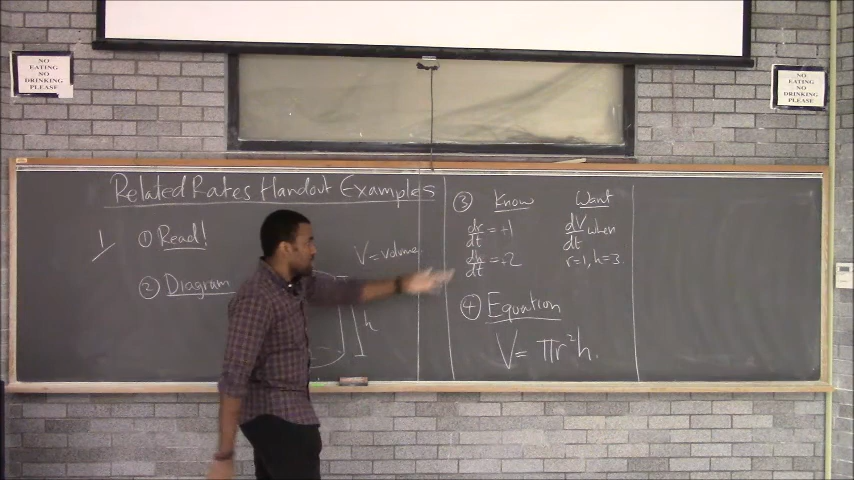 NO
EATING
NO
DRINKING
PLEASE
NO
EATING
NO
DRINKING
PLEASE
Related Rates Handout Examples
1/
① Read!
② Diagram
V = volume.
h
③ Know
dr/dt = +1
dh/dt = +2
Want
dV/dt when
r=1, h=3.
④ Equation
V = πr²h.